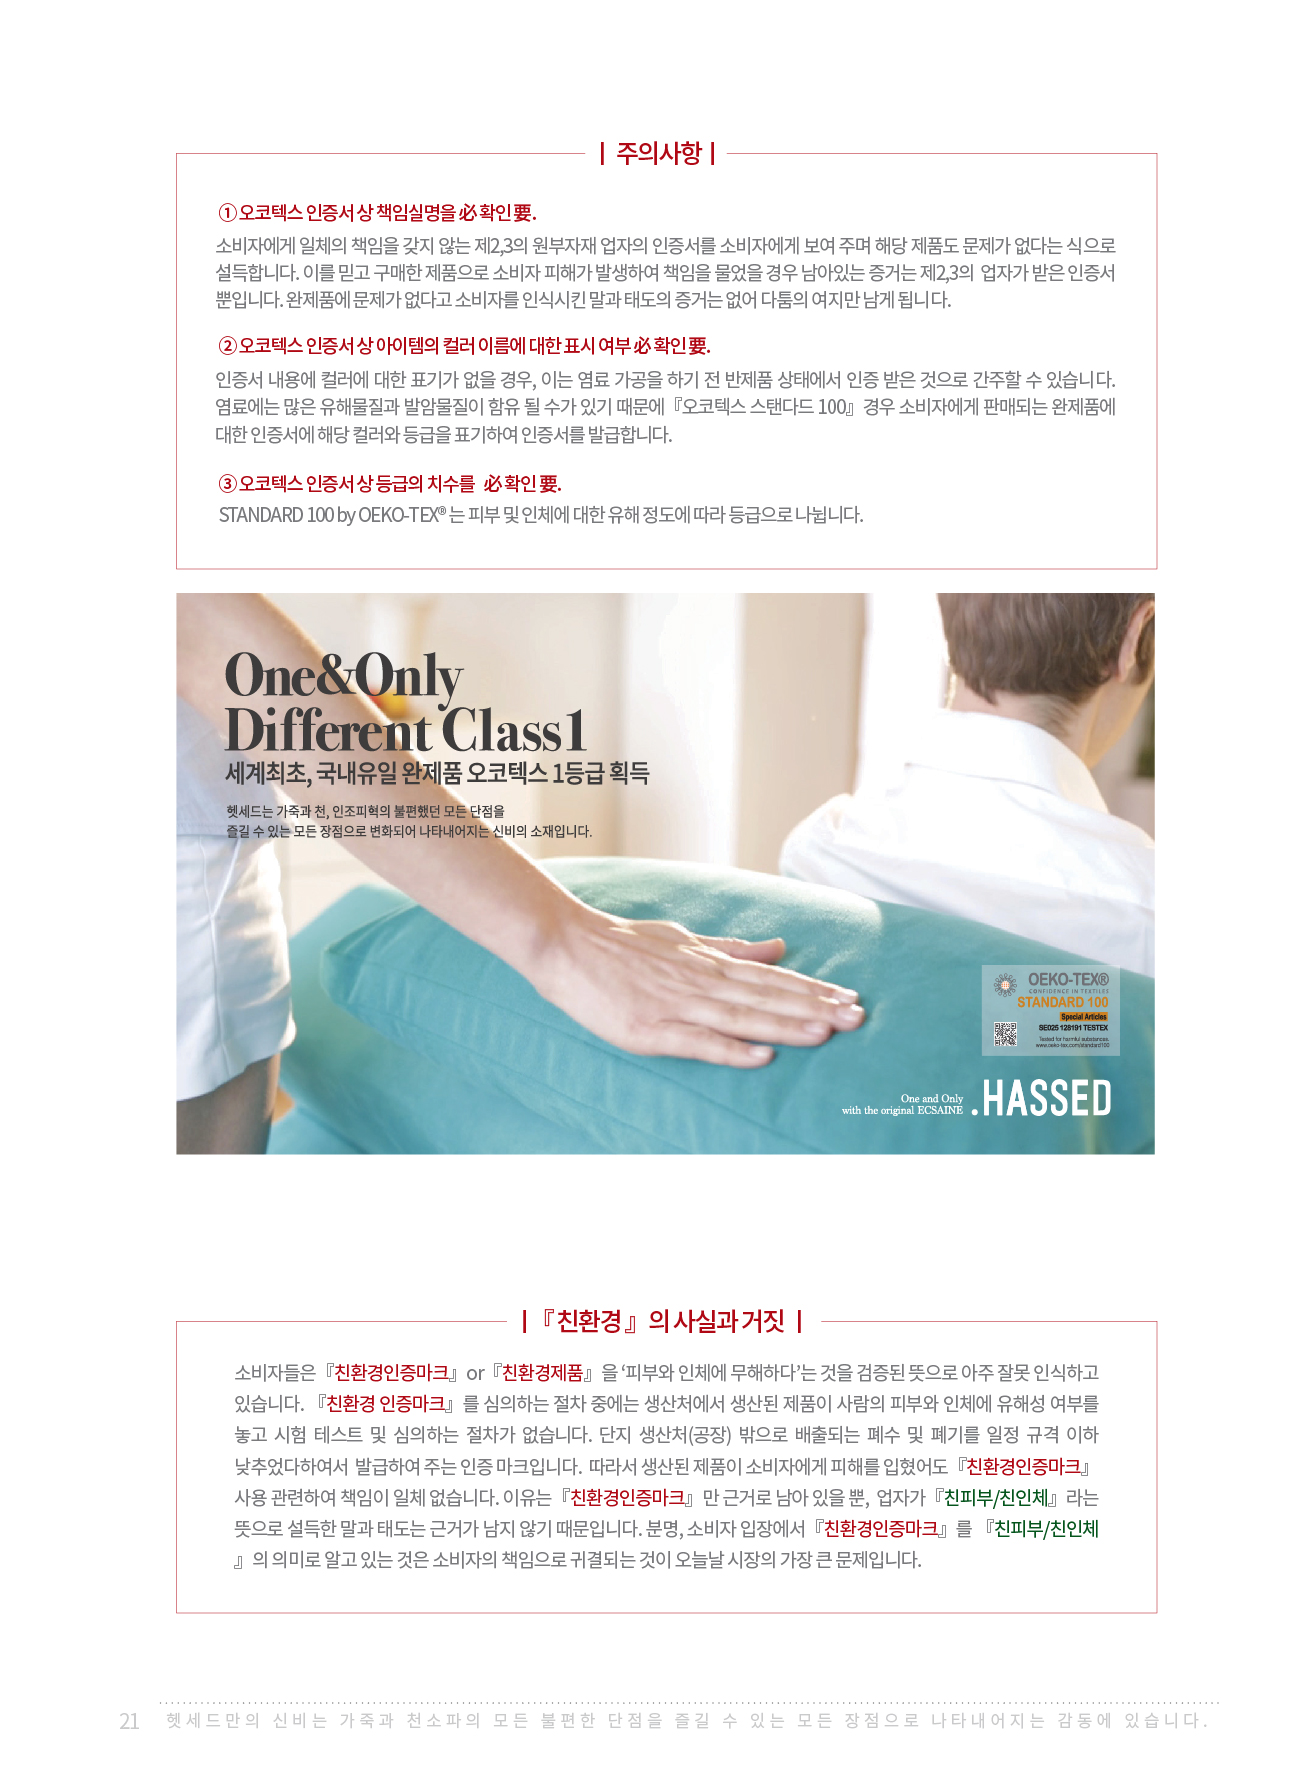 | 주의사항 |
① 오코텍스 인증서 상 책임실명을 必 확인 要.
소비자에게 일체의 책임을 갖지 않는 제2,3의 원부자재 업자의 인증서를 소비자에게 보여 주며 해당 제품도 문제가 없다는 식으로
설득합니다. 이를 믿고 구매한 제품으로 소비자 피해가 발생하여 책임을 물었을 경우 남아있는 증거는 제2,3의 업자가 받은 인증서
뿐입니다. 완제품에 문제가 없다고 소비자를 인식시킨 말과 태도의 증거는 없어 다툼의 여지만 남게 됩니다.
② 오코텍스 인증서 상 아이템의 컬러 이름에 대한 표시 여부 必 확인 要.
인증서 내용에 컬러에 대한 표기가 없을 경우, 이는 염료 가공을 하기 전 반제품 상태에서 인증 받은 것으로 간주할 수 있습니다.
염료에는 많은 유해물질과 발암물질이 함유 될 수가 있기 때문에『오코텍스 스탠다드 100』경우 소비자에게 판매되는 완제품에
대한 인증서에 해당 컬러와 등급을 표기하여 인증서를 발급합니다.
③ 오코텍스 인증서 상 등급의 치수를 必 확인 要.
STANDARD 100 by OEKO-TEX® 는 피부 및 인체에 대한 유해 정도에 따라 등급으로 나뉩니다.
One&Only
Different Class1
세계최초, 국내유일 완제품 오코텍스 1등급 획득
헷세드는 가죽과 천, 인조피혁의 불편했던 모든 단점을
즐길 수 있는 모든 장점으로 변화되어 나타내어지는 신비의 소재입니다.
OEKO-TEX®
CONFIDENCE IN TEXTILES
STANDARD 100
Special Articles
SE025 128191 TESTEX
Tested for harmful substances.
www.oeko-tex.com/standard100
One and Only
with the original ECSAINE
.HASSED
|『친환경』의 사실과 거짓 |
소비자들은『친환경인증마크』or『친환경제품』을 ‘피부와 인체에 무해하다’는 것을 검증된 뜻으로 아주 잘못 인식하고
있습니다. 『친환경 인증마크』를 심의하는 절차 중에는 생산처에서 생산된 제품이 사람의 피부와 인체에 유해성 여부를
놓고 시험 테스트 및 심의하는 절차가 없습니다. 단지 생산처(공장) 밖으로 배출되는 폐수 및 폐기를 일정 규격 이하
낮추었다하여서 발급하여 주는 인증 마크입니다. 따라서 생산된 제품이 소비자에게 피해를 입혔어도『친환경인증마크』
사용 관련하여 책임이 일체 없습니다. 이유는『친환경인증마크』만 근거로 남아 있을 뿐, 업자가『친피부/친인체』라는
뜻으로 설득한 말과 태도는 근거가 남지 않기 때문입니다. 분명, 소비자 입장에서『친환경인증마크』를 『친피부/친인체
』의 의미로 알고 있는 것은 소비자의 책임으로 귀결되는 것이 오늘날 시장의 가장 큰 문제입니다.
21 헷세드만의 신비는 가죽과 천소파의 모든 불편한 단점을 즐길 수 있는 모든 장점으로 나타내어지는 감동에 있습니다.